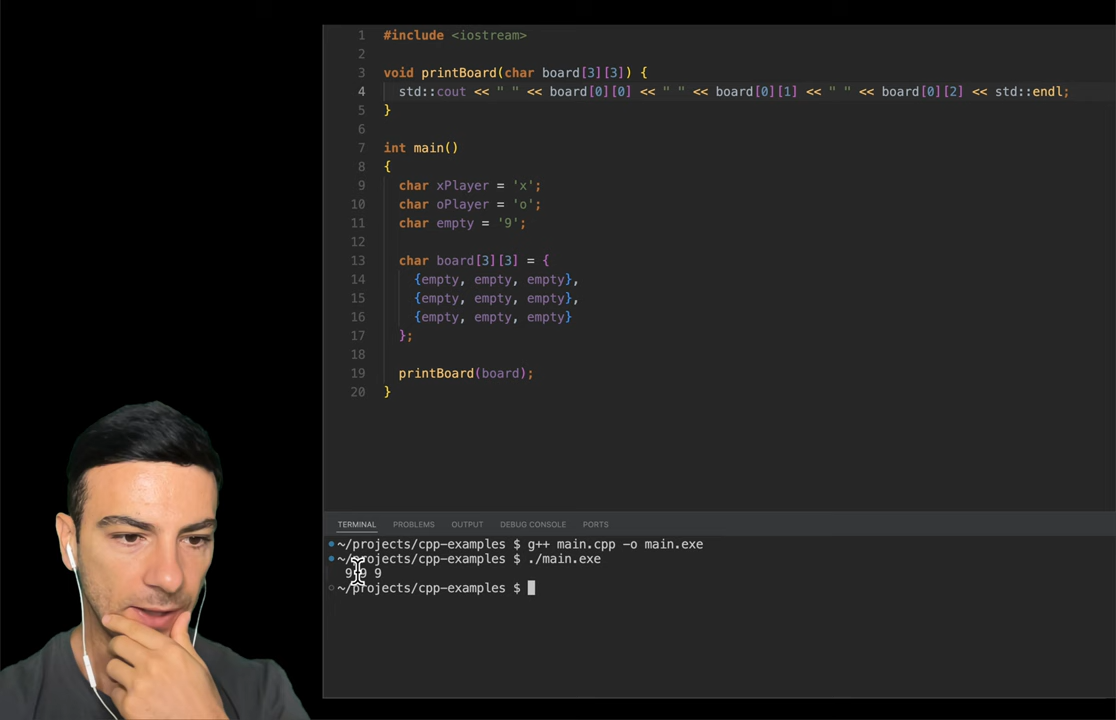 1 #include <iostream>
2
3 void printBoard(char board[3][3]) {
4 std::cout << " " << board[0][0] << " " << board[0][1] << " " << board[0][2] << std::endl;
5 }
6
7 int main()
8 {
9 char xPlayer = 'x';
10 char oPlayer = 'o';
11 char empty = '9';
12
13 char board[3][3] = {
14 {empty, empty, empty},
15 {empty, empty, empty},
16 {empty, empty, empty}
17 };
18
19 printBoard(board);
20 }
TERMINAL PROBLEMS OUTPUT DEBUG CONSOLE PORTS
~/projects/cpp-examples $ g++ main.cpp -o main.exe
~/projects/cpp-examples $ ./main.exe
9 9 9
~/projects/cpp-examples $